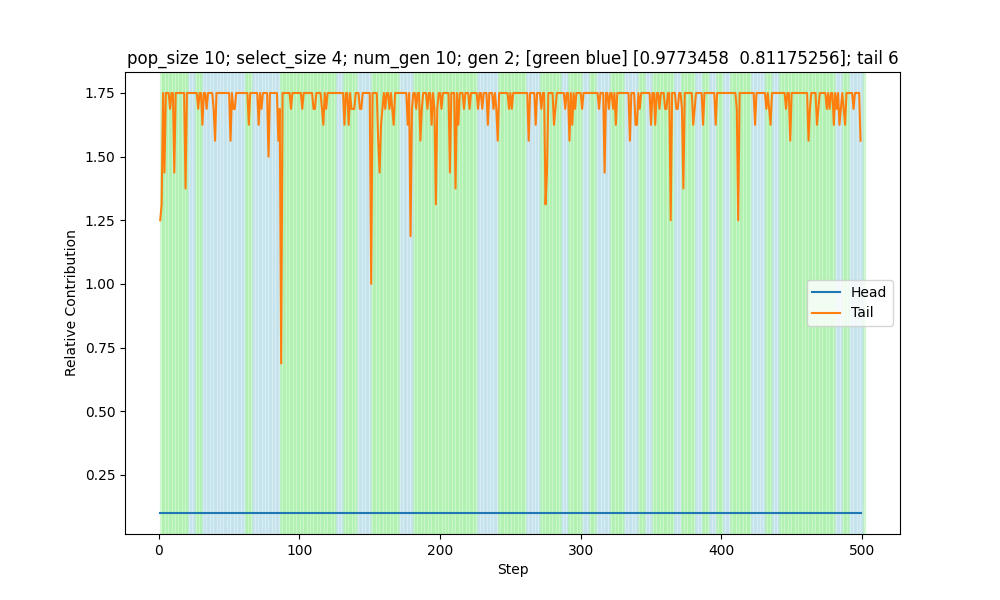 pop_size 10; select_size 4; num_gen 10; gen 2; [green blue] [0.9773458  0.81175256]; tail 6
Relative Contribution
1.75
1.50
1.25
1.00
0.75
0.50
0.25
Head
Tail
0 100 200 300 400 500
Step